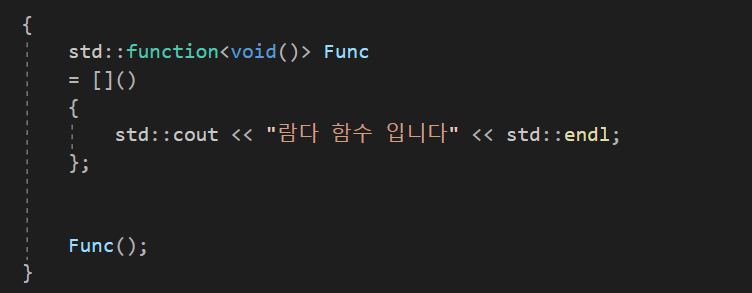 {
std::function<void()> Func
= []()
{
std::cout << "람다 함수 입니다" << std::endl;
};
Func();
}